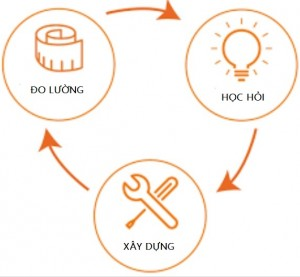 ĐO LƯỜNG
HỌC HỎI
XÂY DỰNG